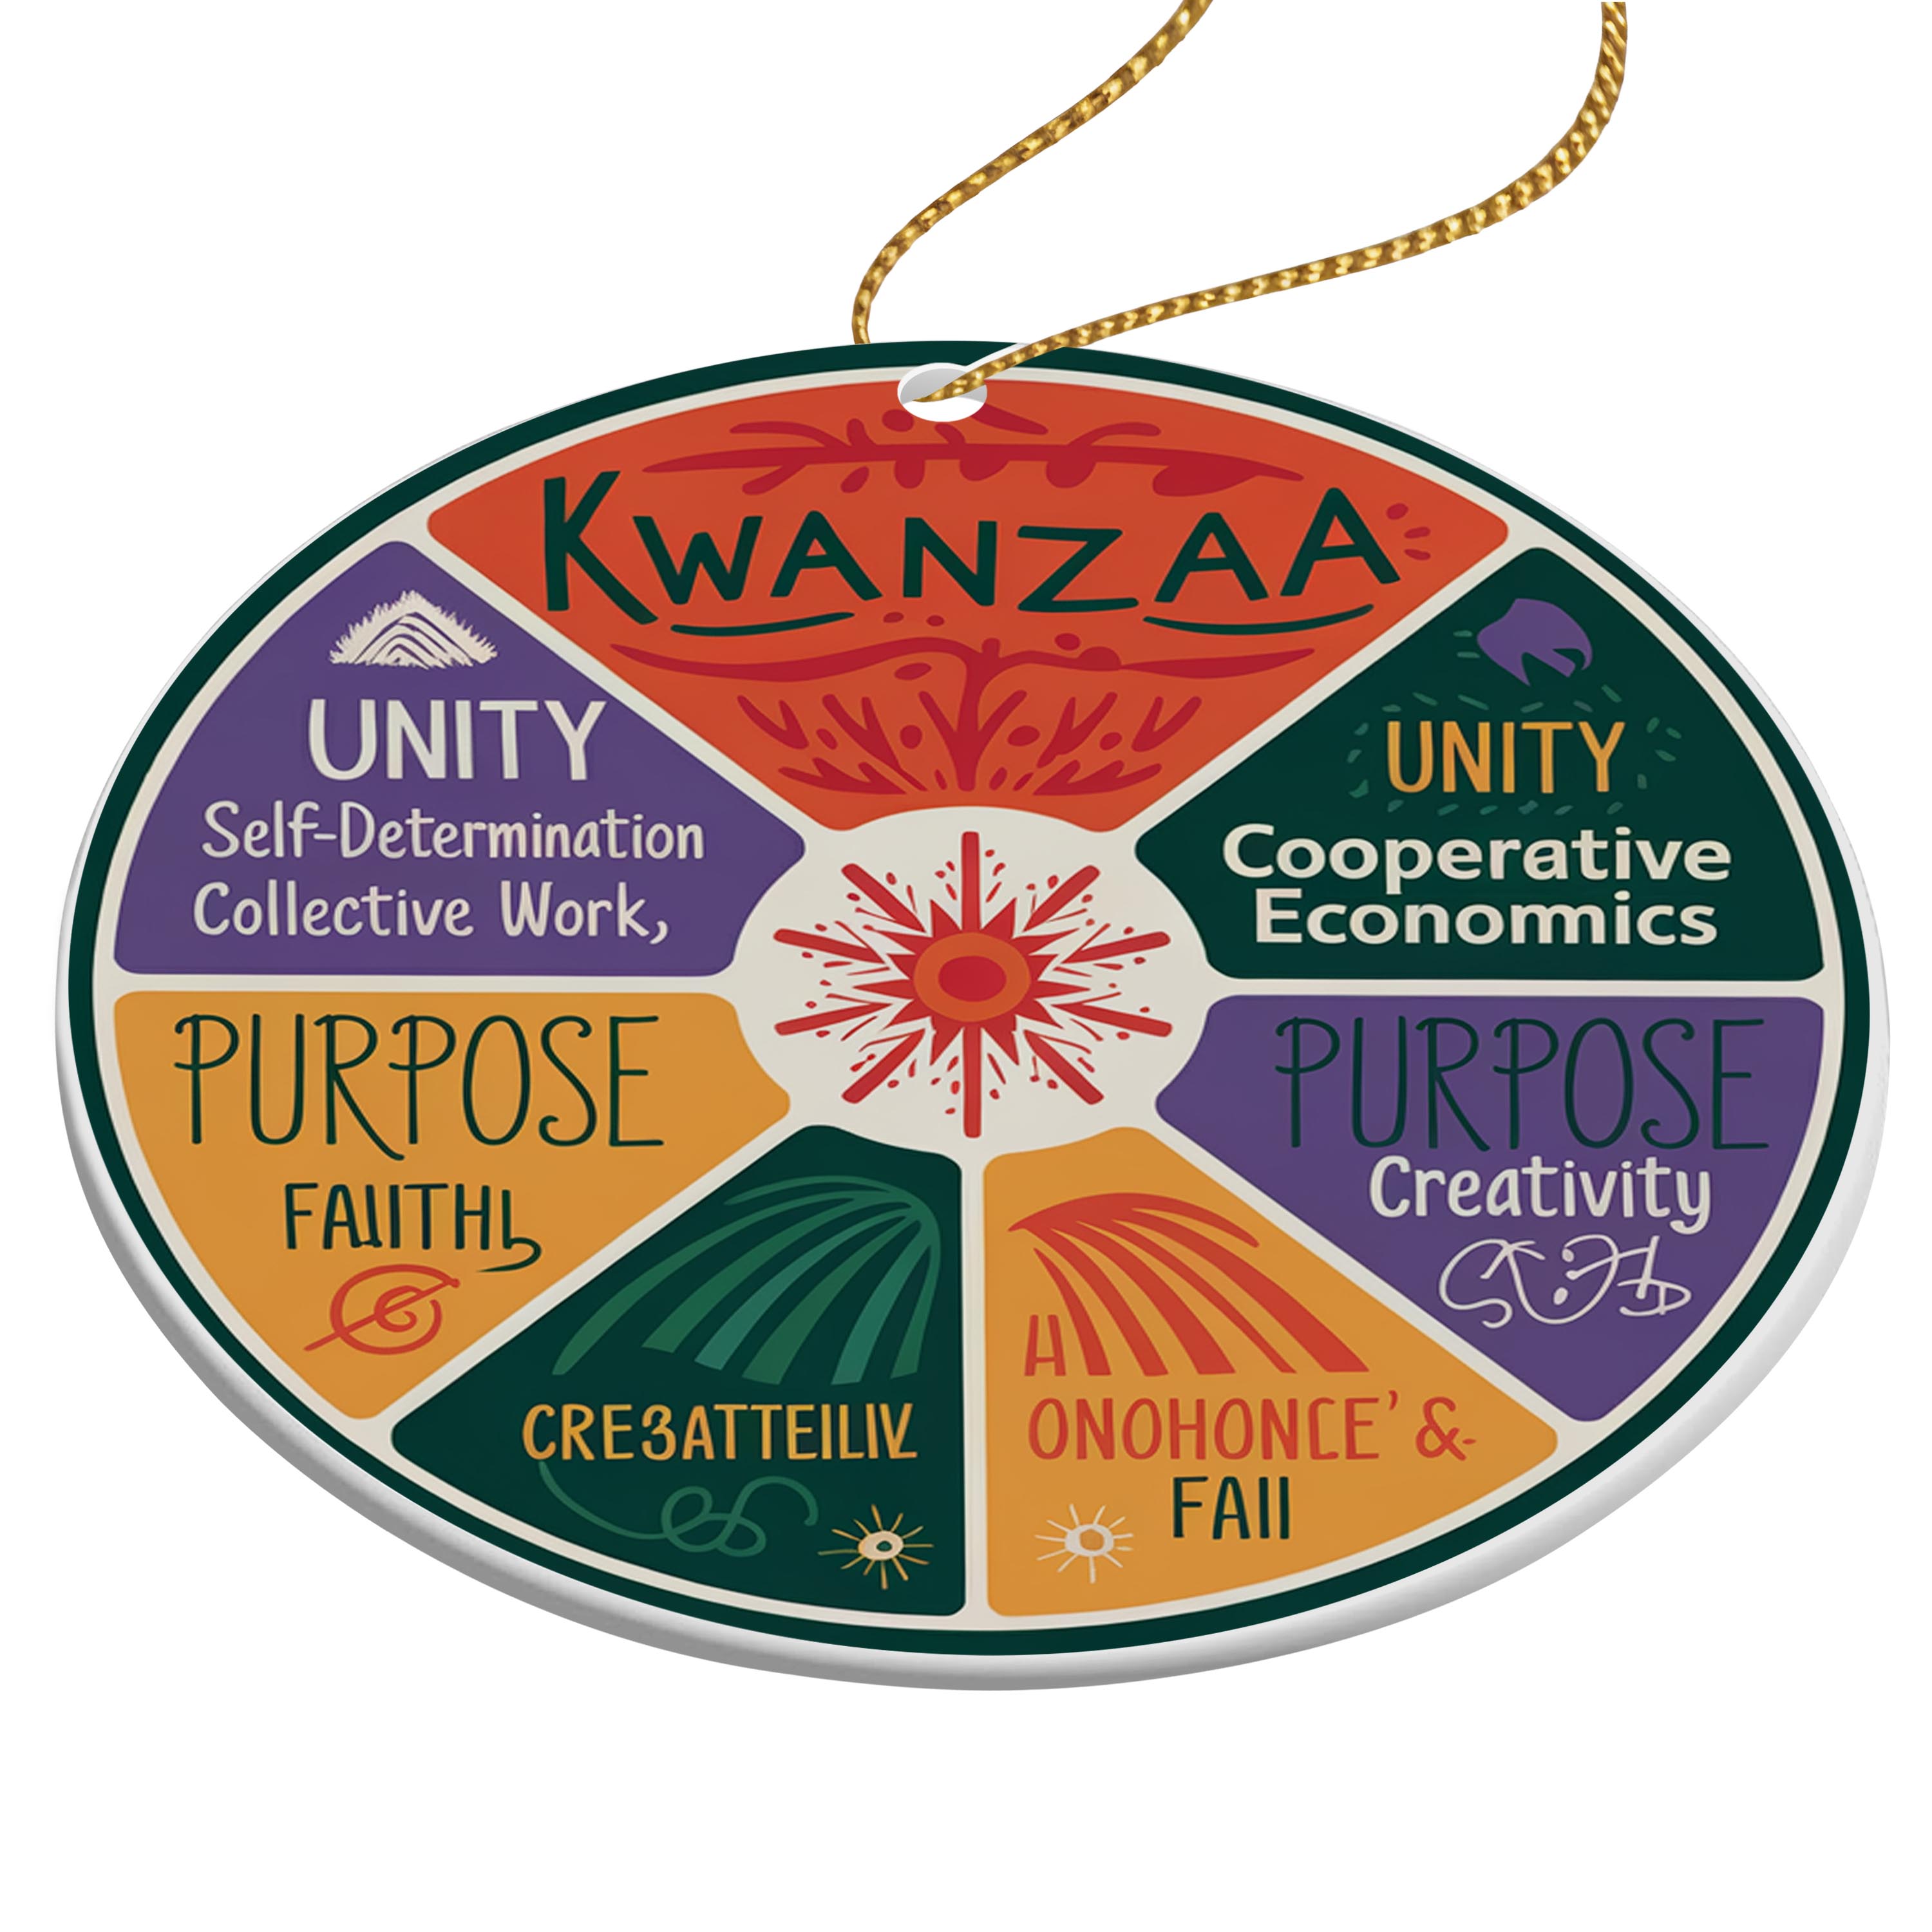 KWANZAA
UNITY
Self-Determination
Collective Work,
UNITY
Cooperative
Economics
PURPOSE
FAIITHL
PURPOSE
Creativity
CRE3ATTEILIV
ONOHONCE' &
FAII